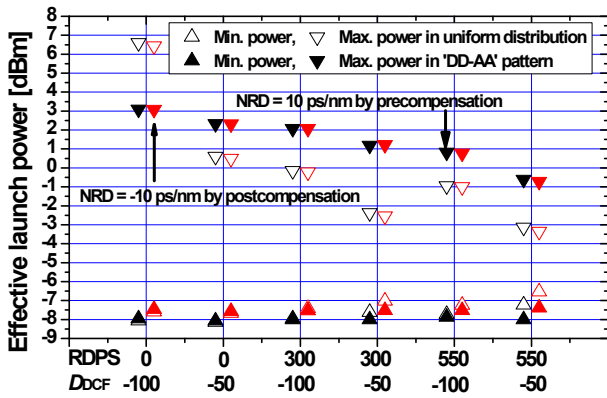 Effective launch power [dBm]
8
7
6
5
4
3
2
1
0
-1
-2
-3
-4
-5
-6
-7
-8
-9
△ Min. power, ▽ Max. power in uniform distribution
▲ Min. power, ▼ Max. power in 'DD-AA' pattern
NRD = 10 ps/nm by precompensation
NRD = -10 ps/nm by postcompensation
RDPS 0 0 300 300 550 550
DDCF -100 -50 -100 -50 -100 -50